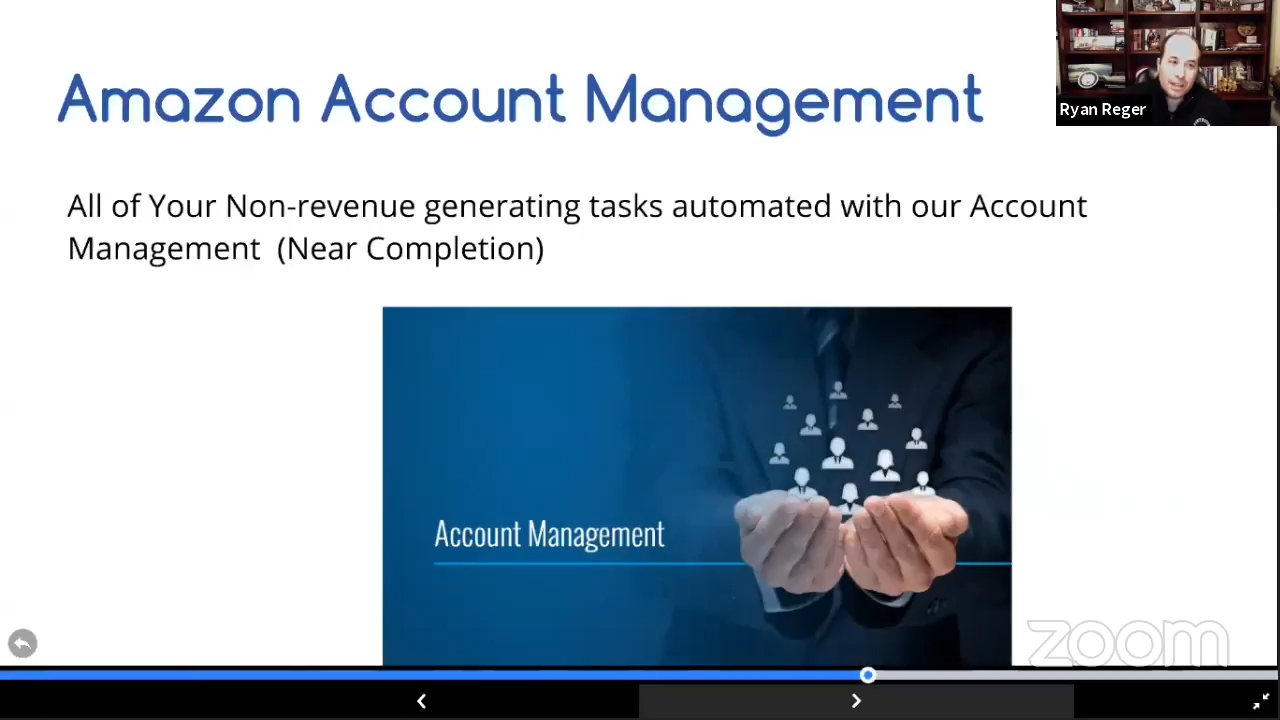 Amazon Account Management
Ryan Reger
All of Your Non-revenue generating tasks automated with our Account
Management (Near Completion)
Account Management
zoom